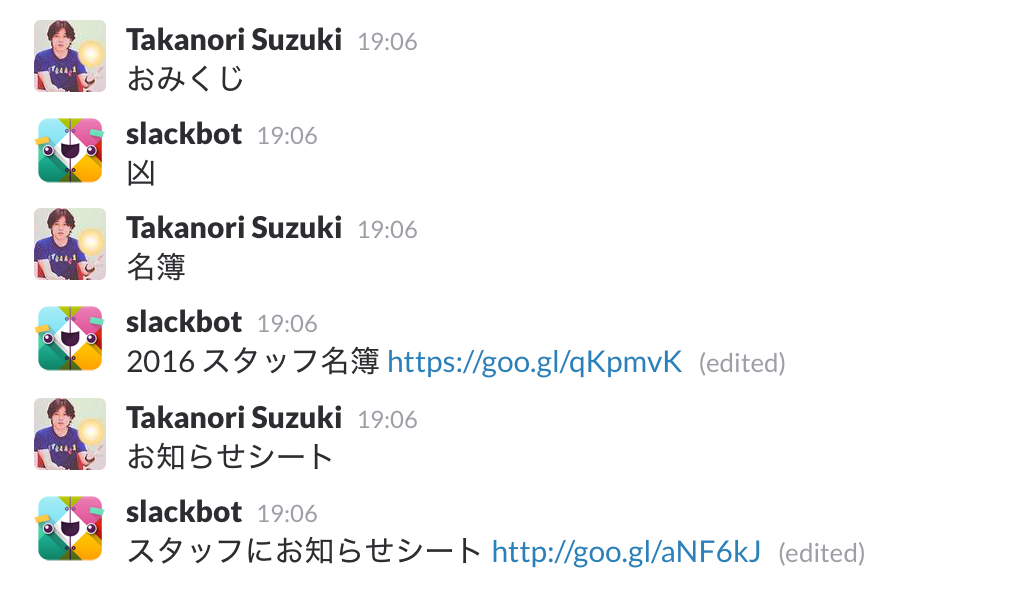 Takanori Suzuki 19:06
おみくじ
slackbot 19:06
凶
Takanori Suzuki 19:06
名簿
slackbot 19:06
2016 スタッフ名簿 https://goo.gl/qKpmvK (edited)
Takanori Suzuki 19:06
お知らせシート
slackbot 19:06
スタッフにお知らせシート http://goo.gl/aNF6kJ (edited)